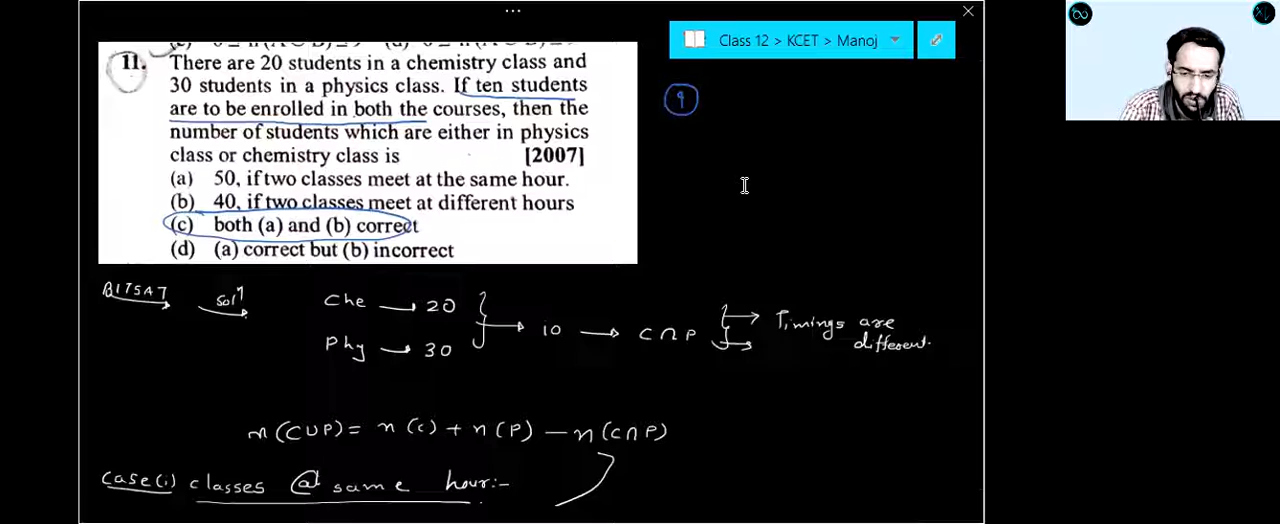 Class 12 > KCET > Manoj
11. There are 20 students in a chemistry class and
30 students in a physics class. If ten students
are to be enrolled in both the courses, then the
number of students which are either in physics
class or chemistry class is [2007]
(a) 50, if two classes meet at the same hour.
(b) 40, if two classes meet at different hours
(c) both (a) and (b) correct
(d) (a) correct but (b) incorrect
9
BITSAT solⁿ
Che → 20
Phy → 30
10 → C ∩ P
Timings are
different.
n(C∪P) = n(C) + n(P) − n(C∩P)
Case(i) classes @ same hour:-